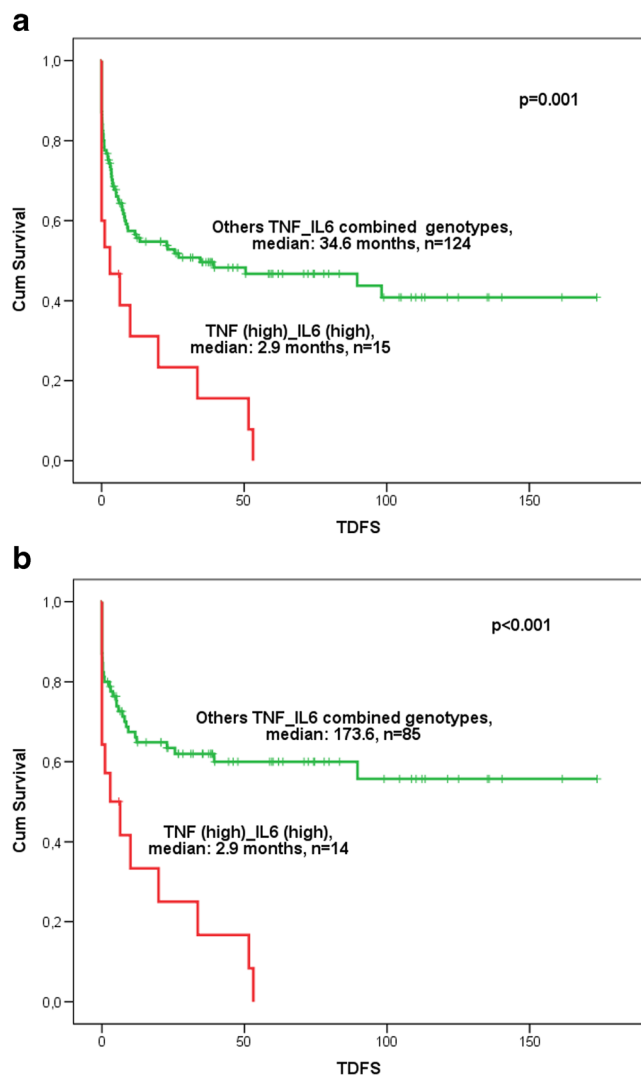 a
1,0
p=0.001
0,8
0,6
Others TNF_IL6 combined genotypes,
median: 34.6 months, n=124
Cum Survival
0,4
TNF (high)_IL6 (high),
median: 2.9 months, n=15
0,2
0,0
0 50 100 150
TDFS
b
1,0
p<0.001
0,8
Others TNF_IL6 combined genotypes,
median: 173.6, n=85
0,6
Cum Survival
0,4
TNF (high)_IL6 (high),
median: 2.9 months, n=14
0,2
0,0
0 50 100 150
TDFS